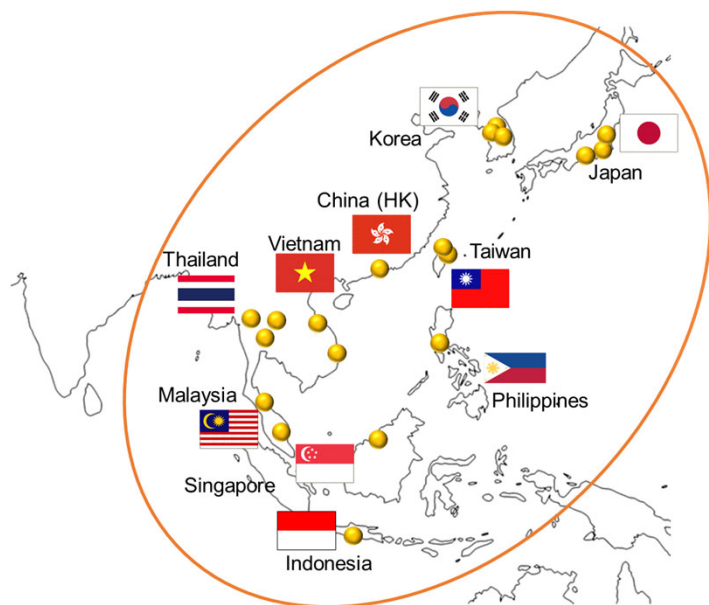 Korea
Japan
China (HK)
Taiwan
Vietnam
Thailand
Philippines
Malaysia
Singapore
Indonesia